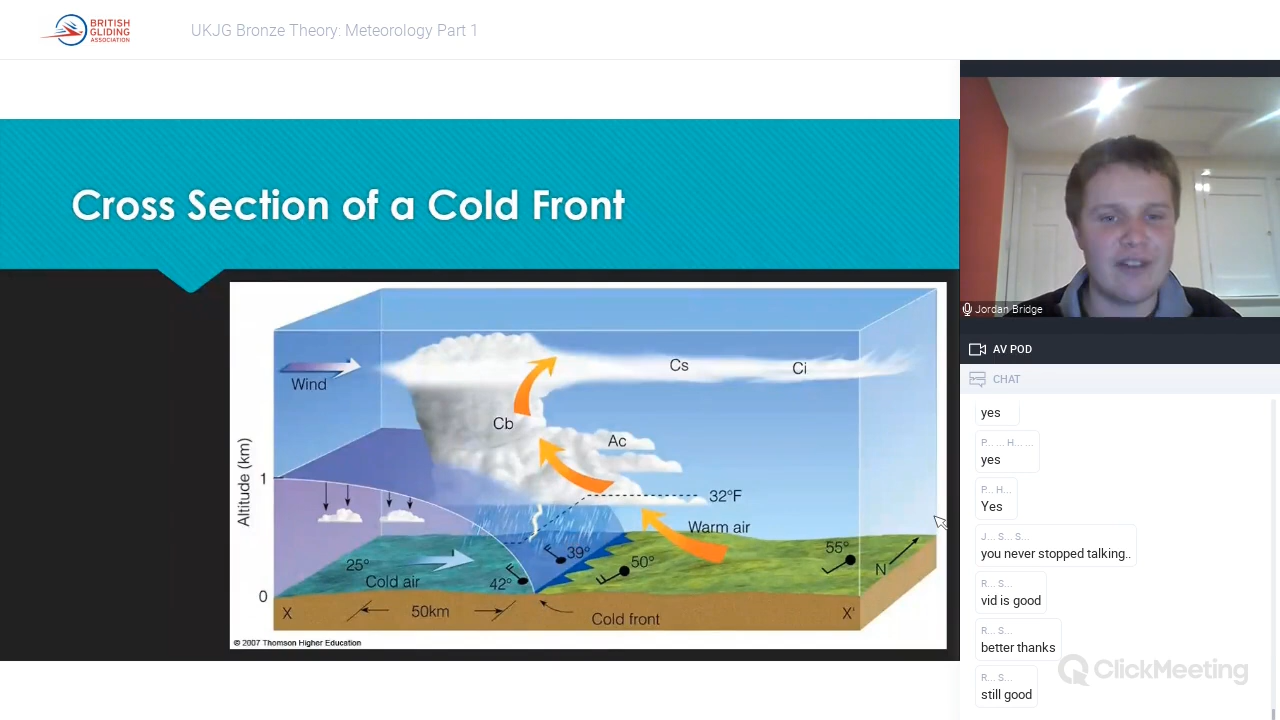 BRITISH
GLIDING
ASSOCIATION
UKJG Bronze Theory: Meteorology Part 1
Cross Section of a Cold Front
Wind
Cs
Ci
Cb
Ac
Altitude (km)
1
32°F
Warm air
25°
Cold air
39°
42°
50°
55°
N
0
X
50km
Cold front
X'
© 2007 Thomson Higher Education
Jordan Bridge
AV POD
CHAT
yes
P... ... H... ...
yes
P... H...
Yes
J... S... S...
you never stopped talking..
R... S...
vid is good
R... S...
better thanks
R... S...
still good
ClickMeeting